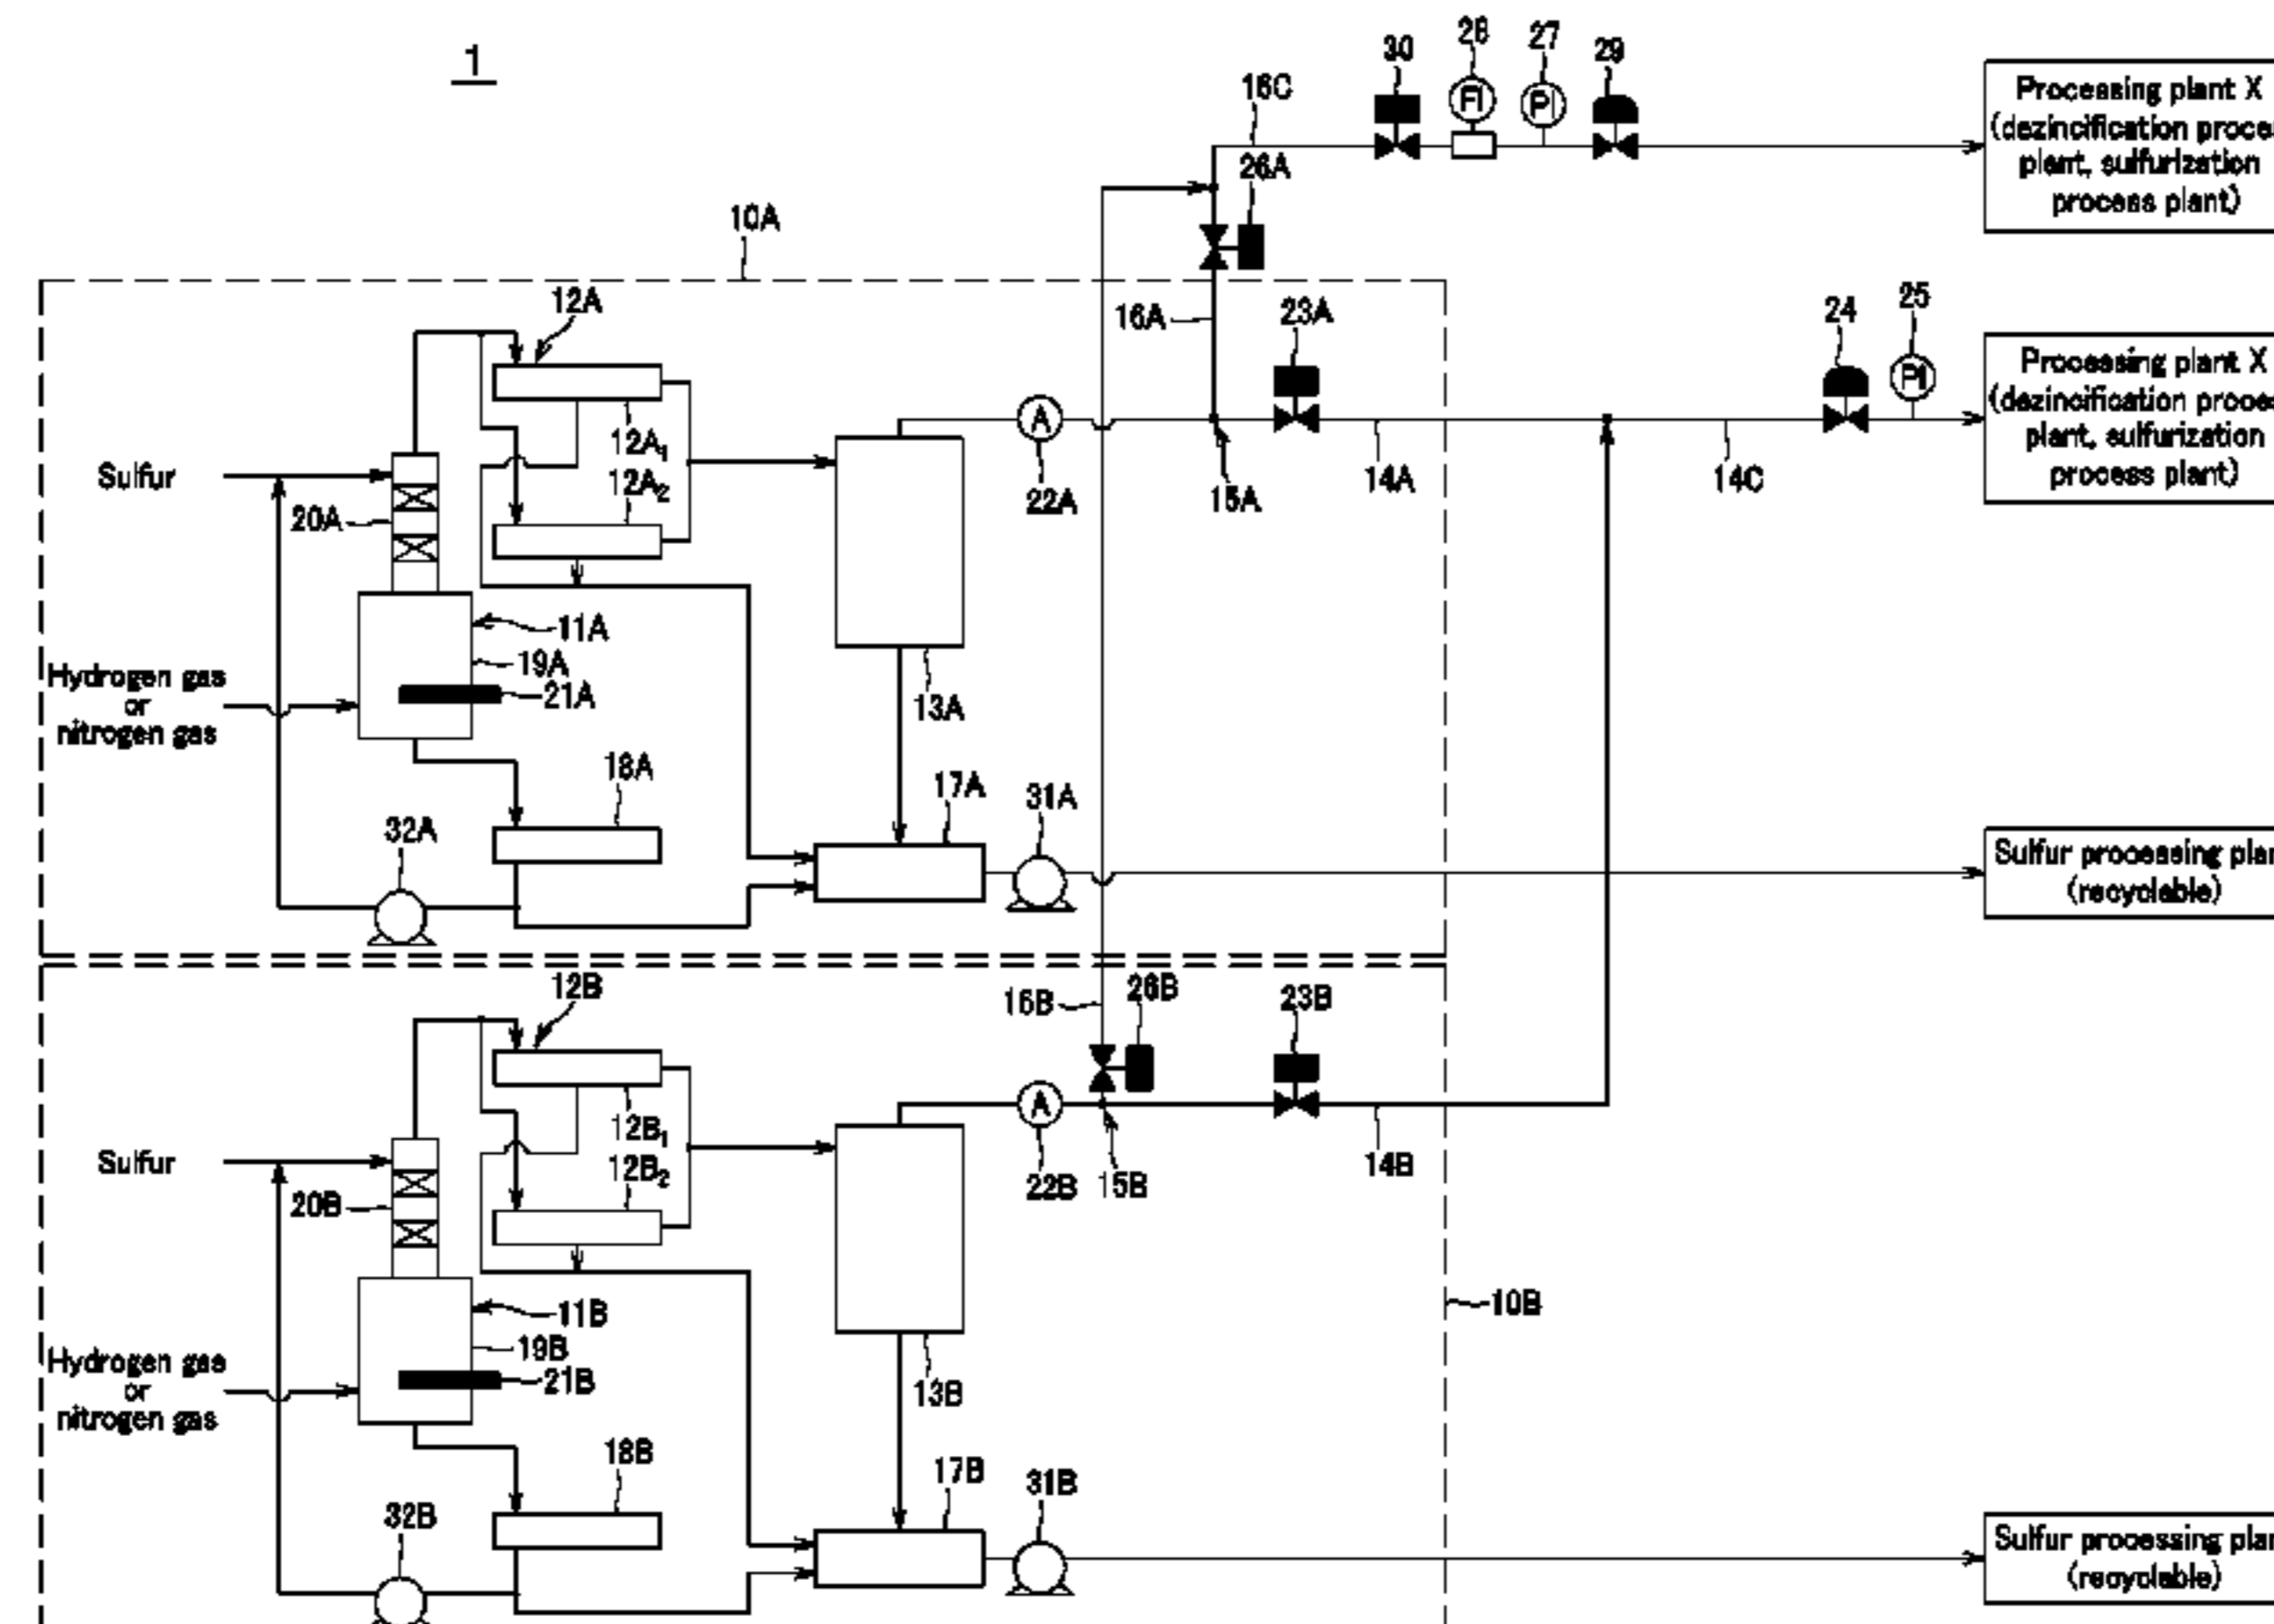 1
30
28
27
29
16C
26A
Processing plant X
(dezincification proces
plant, sulfurization
process plant)
FI
PI
10A
12A
16A
23A
24
25
Processing plant X
(dezincification proces
plant, sulfurization
process plant)
PI
A
12A1
12A2
22A
15A
14A
14C
Sulfur
20A
11A
19A
21A
Hydrogen gas
or
nitrogen gas
13A
18A
17A
31A
32A
Sulfur processing plan
(recyclable)
12B
16B
26B
23B
A
12B1
12B2
22B
15B
14B
Sulfur
20B
11B
19B
21B
10B
Hydrogen gas
or
nitrogen gas
13B
18B
17B
31B
32B
Sulfur processing plan
(recyclable)